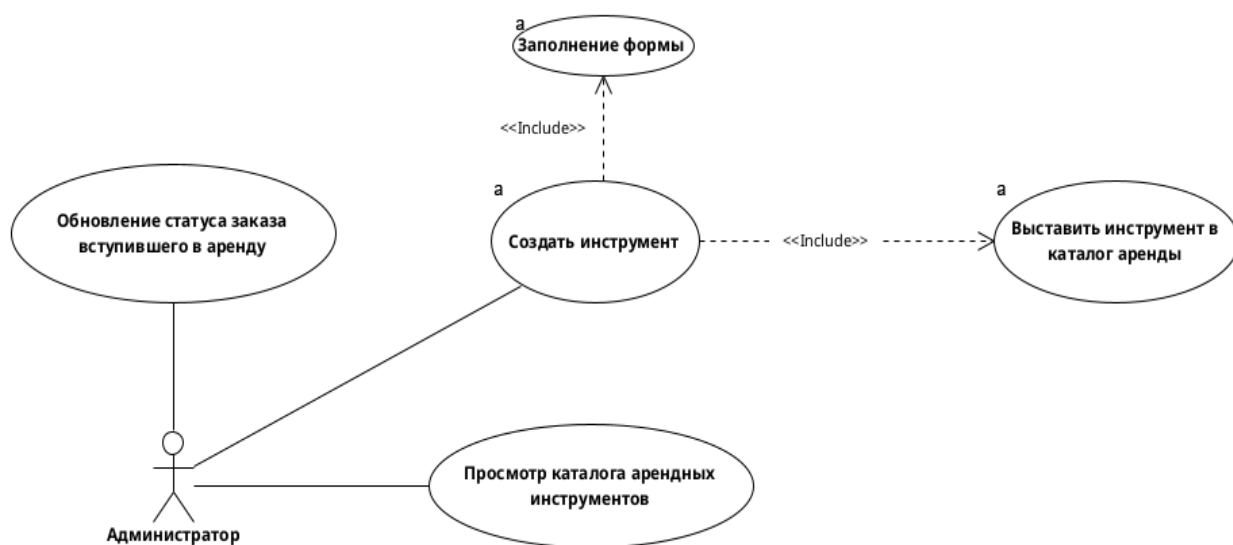 a
Заполнение формы
<<Include>>
Обновление статуса заказа
вступившего в аренду
a
Создать инструмент
<<Include>>
a
Выставить инструмент в
каталог аренды
Просмотр каталога арендных
инструментов
Администратор